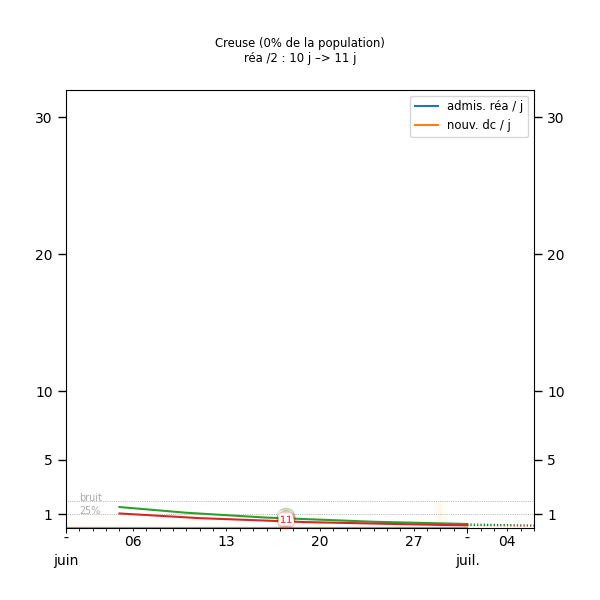 Creuse (0% de la population)
réa /2 : 10 j –> 11 j
admis. réa / j
nouv. dc / j
30
30
20
20
10
10
5
5
bruit
25%
1
1
11
-
06
13
20
27
-
04
juin
juil.